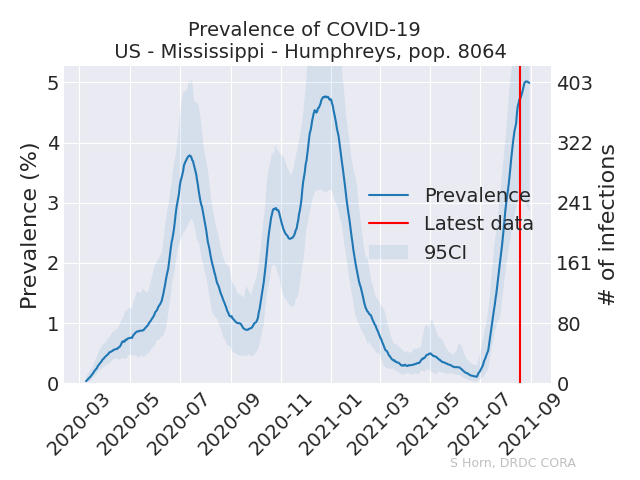 Prevalence of COVID-19
US - Mississippi - Humphreys, pop. 8064
Prevalence (%)
5
4
3
2
1
0
403
322
241
161
80
0
# of infections
Prevalence
Latest data
95CI
2020-03
2020-05
2020-07
2020-09
2020-11
2021-01
2021-03
2021-05
2021-07
2021-09
S Horn, DRDC CORA